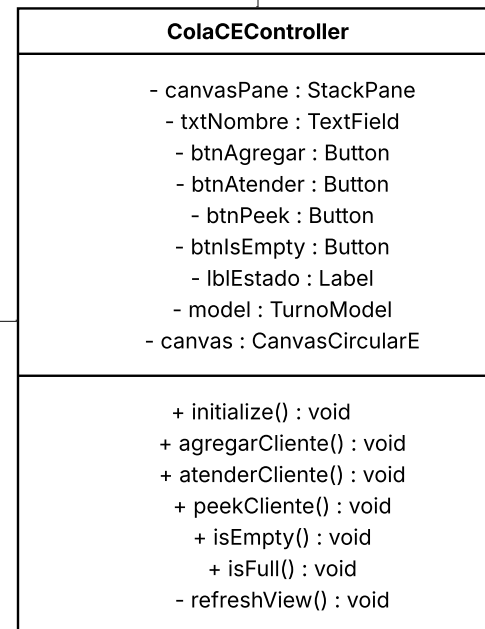 ColaCEController
- canvasPane : StackPane
- txtNombre : TextField
- btnAgregar : Button
- btnAtender : Button
- btnPeek : Button
- btnIsEmpty : Button
- lblEstado : Label
- model : TurnoModel
- canvas : CanvasCircularE
+ initialize() : void
+ agregarCliente() : void
+ atenderCliente() : void
+ peekCliente() : void
+ isEmpty() : void
+ isFull() : void
- refreshView() : void